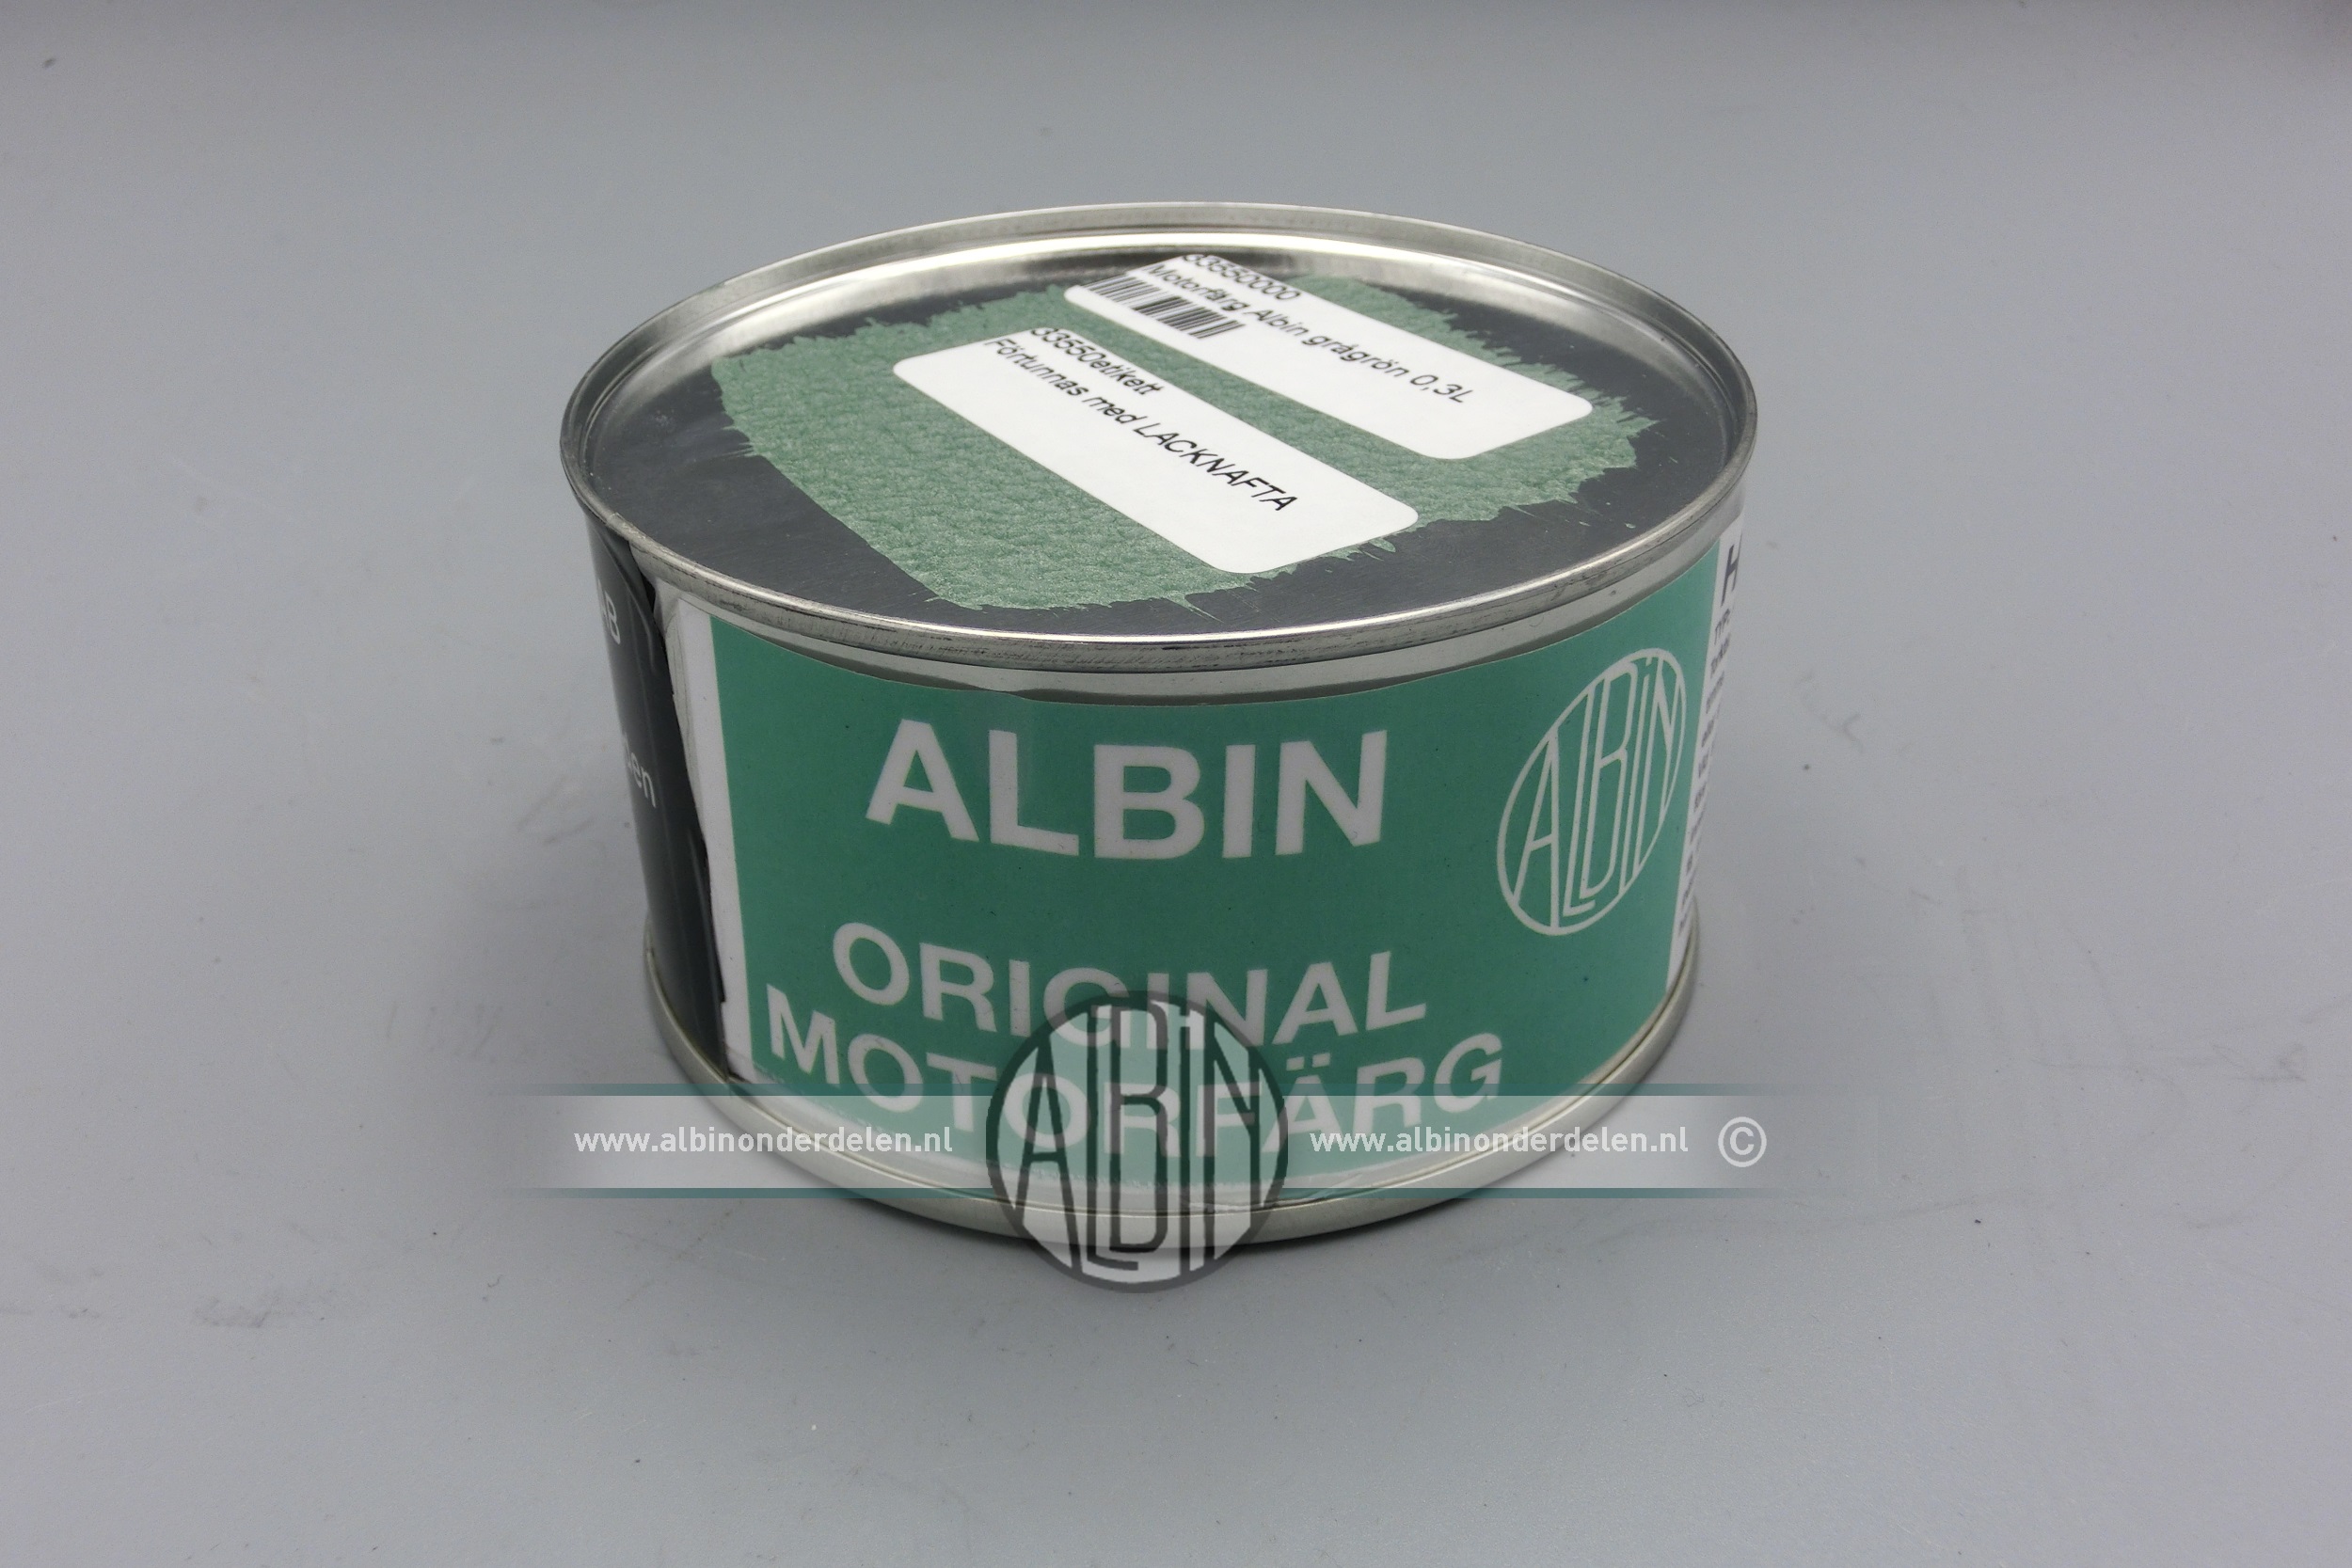 33550000
Motorfärg Albin grågrön 0,3L
33550etikett
Förtunnas med LACKNAFTA
ALBIN
ALBIN
ORIGINAL
MOTORFÄRG
www.albinonderdelen.nl
ALBIN
www.albinonderdelen.nl ©